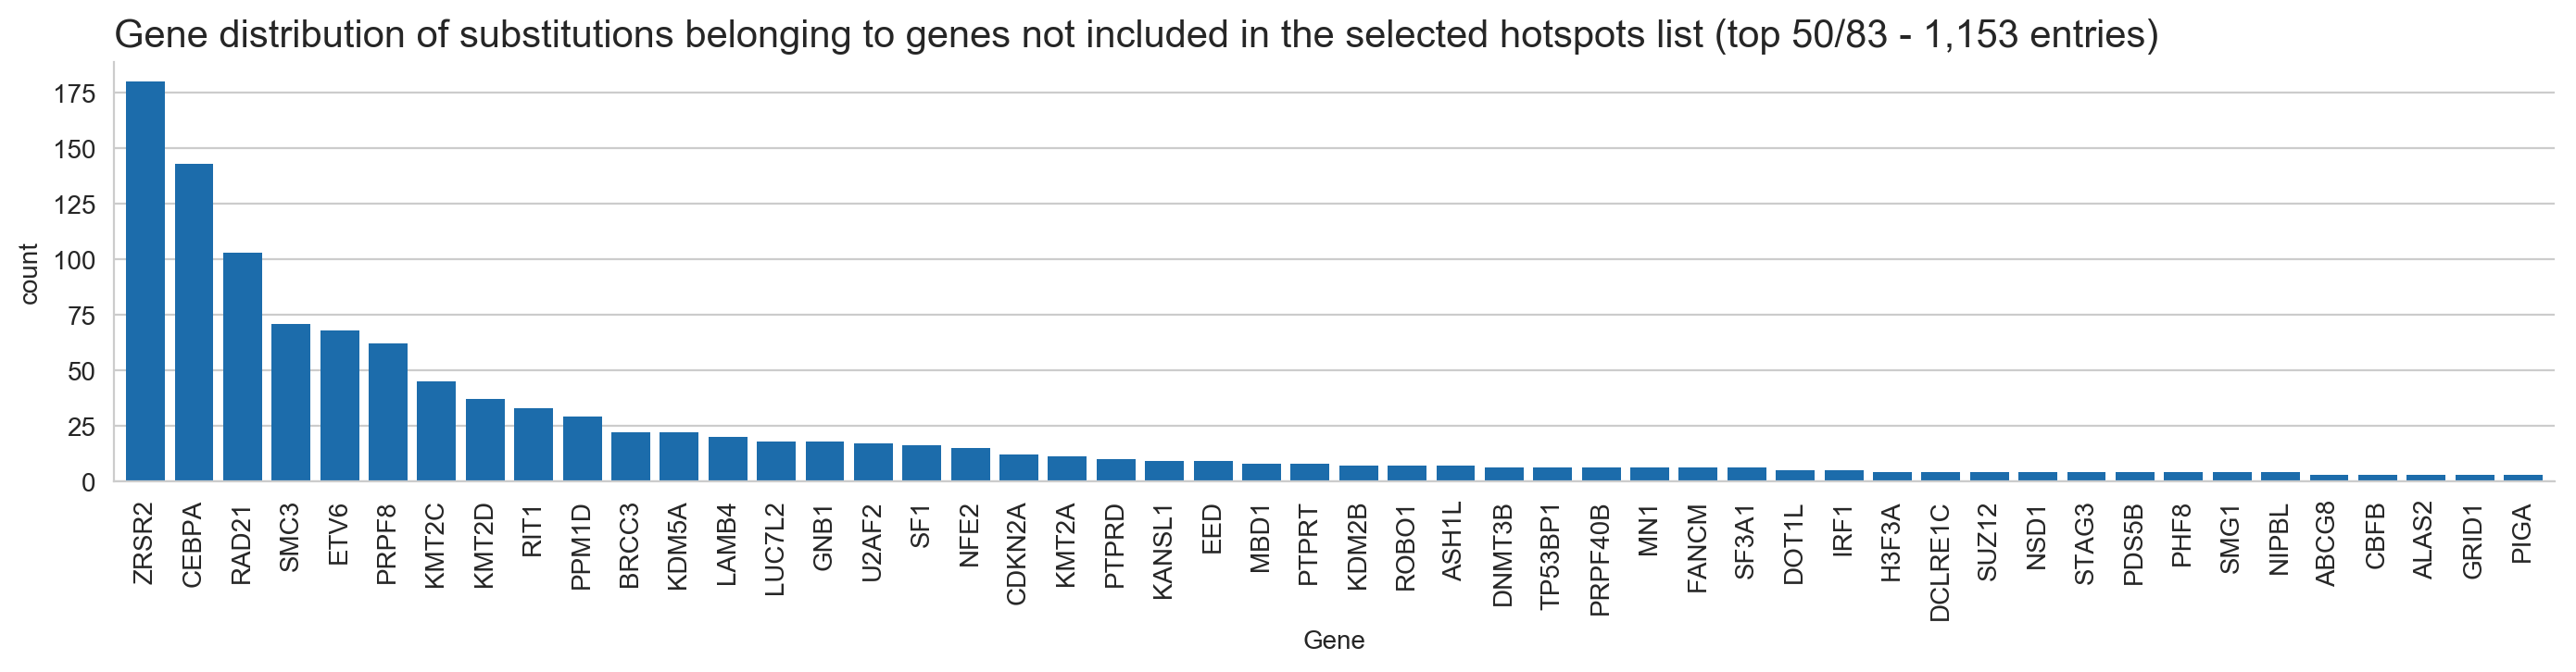 Gene distribution of substitutions belonging to genes not included in the selected hotspots list (top 50/83 - 1,153 entries)
175
150
125
100
75
50
25
0
count
ZRSR2
CEBPA
RAD21
SMC3
ETV6
PRPF8
KMT2C
KMT2D
RIT1
PPM1D
BRCC3
KDM5A
LAMB4
LUC7L2
GNB1
U2AF2
SF1
NFE2
CDKN2A
KMT2A
PTPRD
KANSL1
EED
MBD1
PTPRT
KDM2B
ROBO1
ASH1L
DNMT3B
TP53BP1
PRPF40B
MN1
FANCM
SF3A1
DOT1L
IRF1
H3F3A
DCLRE1C
SUZ12
NSD1
STAG3
PDS5B
PHF8
SMG1
NIPBL
ABCG8
CBFB
ALAS2
GRID1
PIGA
Gene